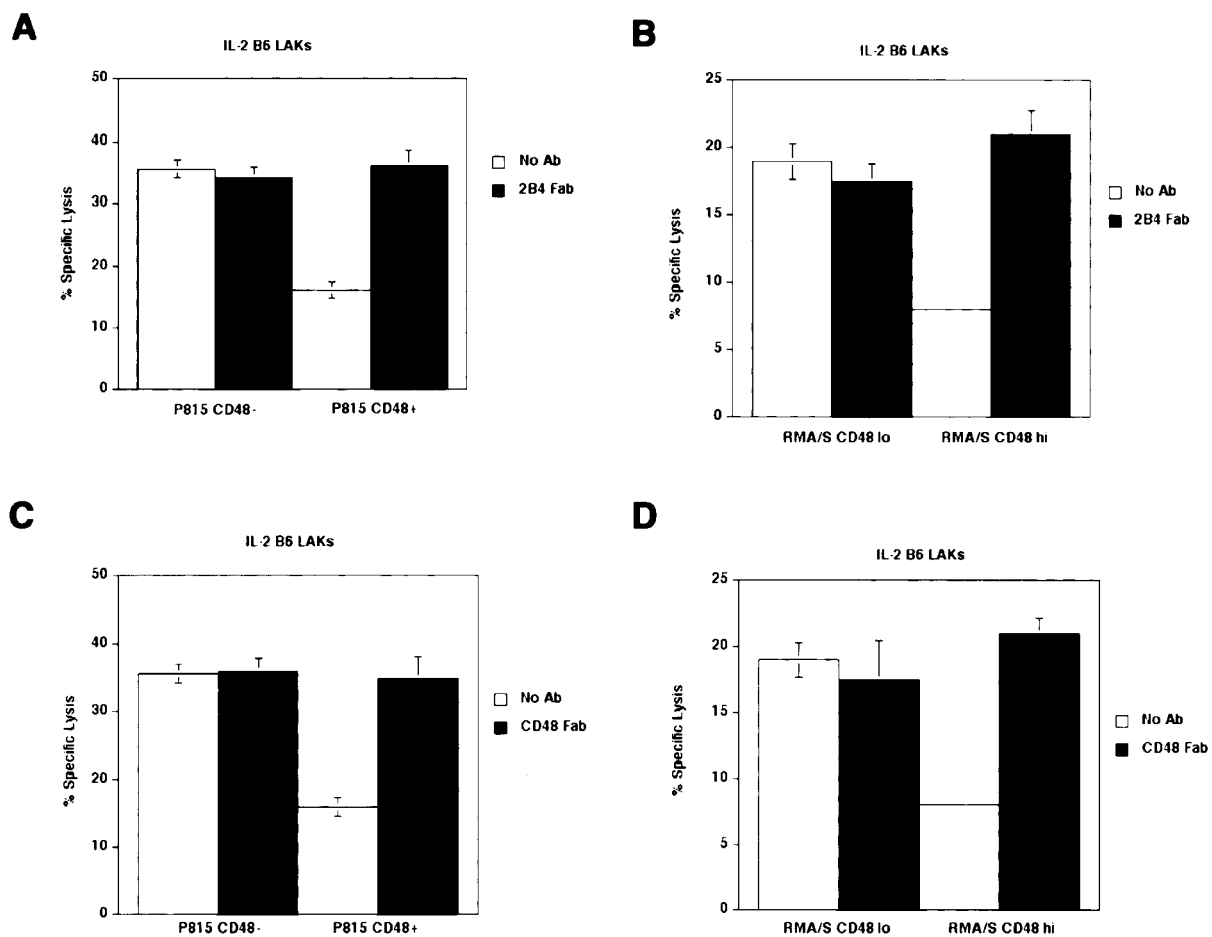 A
IL-2 B6 LAKs
50
40
30
20
10
0
% Specific Lysis
P815 CD48-
P815 CD48+
No Ab
2B4 Fab
B
IL-2 B6 LAKs
25
20
15
10
5
0
% Specific Lysis
RMA/S CD48 lo
RMA/S CD48 hi
No Ab
2B4 Fab
C
IL-2 B6 LAKs
50
40
30
20
10
0
% Specific Lysis
P815 CD48-
P815 CD48+
No Ab
CD48 Fab
D
IL-2 B6 LAKs
25
20
15
10
5
0
% Specific Lysis
RMA/S CD48 lo
RMA/S CD48 hi
No Ab
CD48 Fab